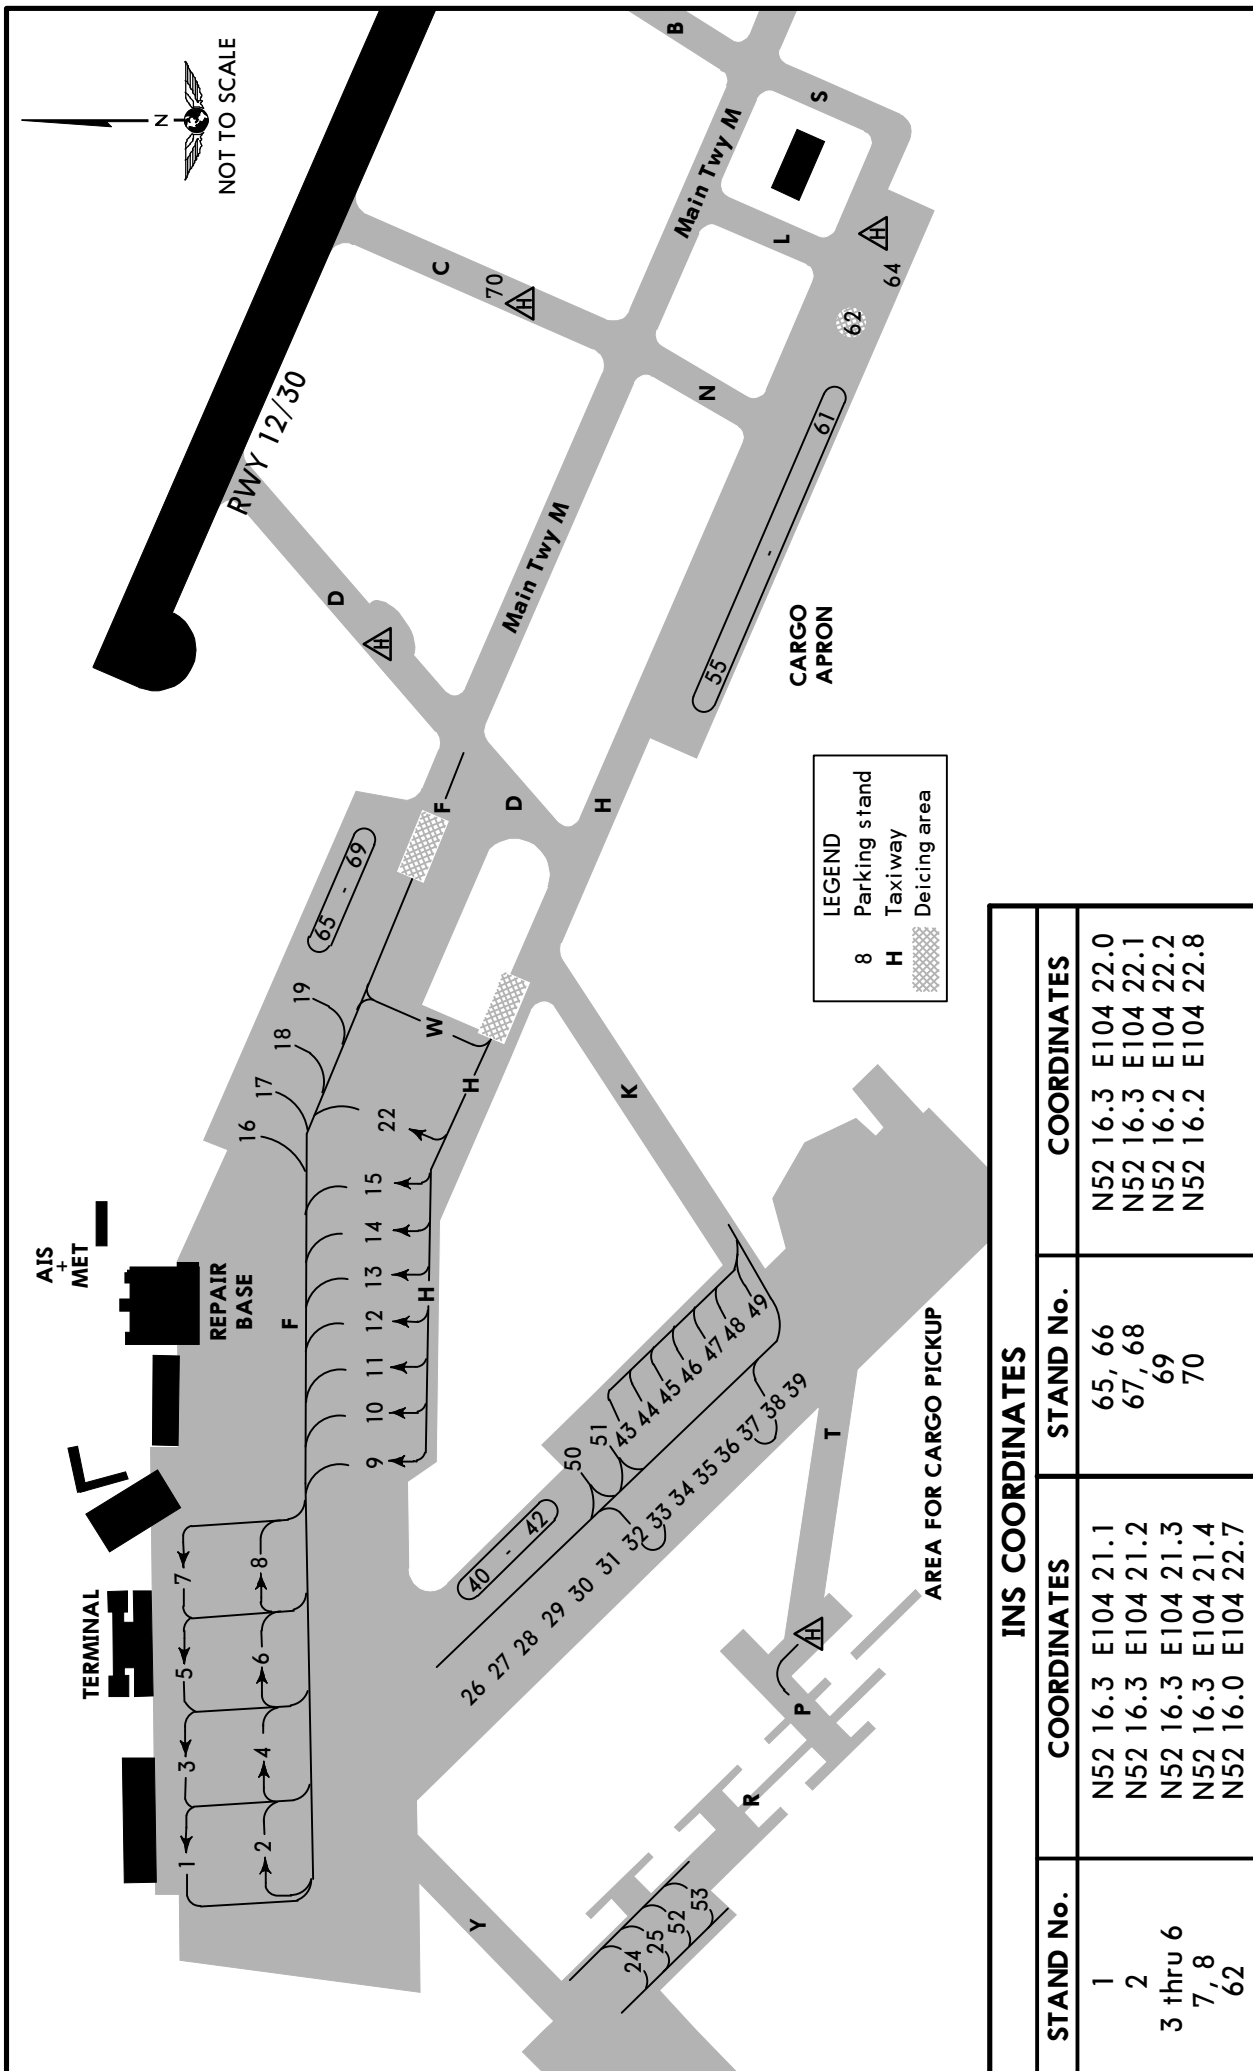 N
NOT TO SCALE
RWY 12/30
B
S
Main Twy M
L
C
70
H
H
64
62
N
61
-
55
CARGO
APRON
Main Twy M
D
H
F
D
H
65 - 69
19
18
17
16
W
H
K
22
15
14
13
12
11
10
9
H
F
AIS
+
MET
REPAIR
BASE
TERMINAL
7
8
5
6
3
4
1
2
50
51
43
44
45
46
47
48
49
40 - 42
26
27
28
29
30
31
32
33
34
35
36
37
38
39
T
AREA FOR CARGO PICKUP
H
P
R
Y
24
25
52
53
LEGEND
8 Parking stand
H Taxiway
Deicing area
INS COORDINATES
STAND No. COORDINATES STAND No. COORDINATES
1 N52 16.3 E104 21.1 65, 66 N52 16.3 E104 22.0
2 N52 16.3 E104 21.2 67, 68 N52 16.3 E104 22.1
3 thru 6 N52 16.3 E104 21.3 69 N52 16.2 E104 22.2
7, 8 N52 16.3 E104 21.4 70 N52 16.2 E104 22.8
62 N52 16.0 E104 22.7